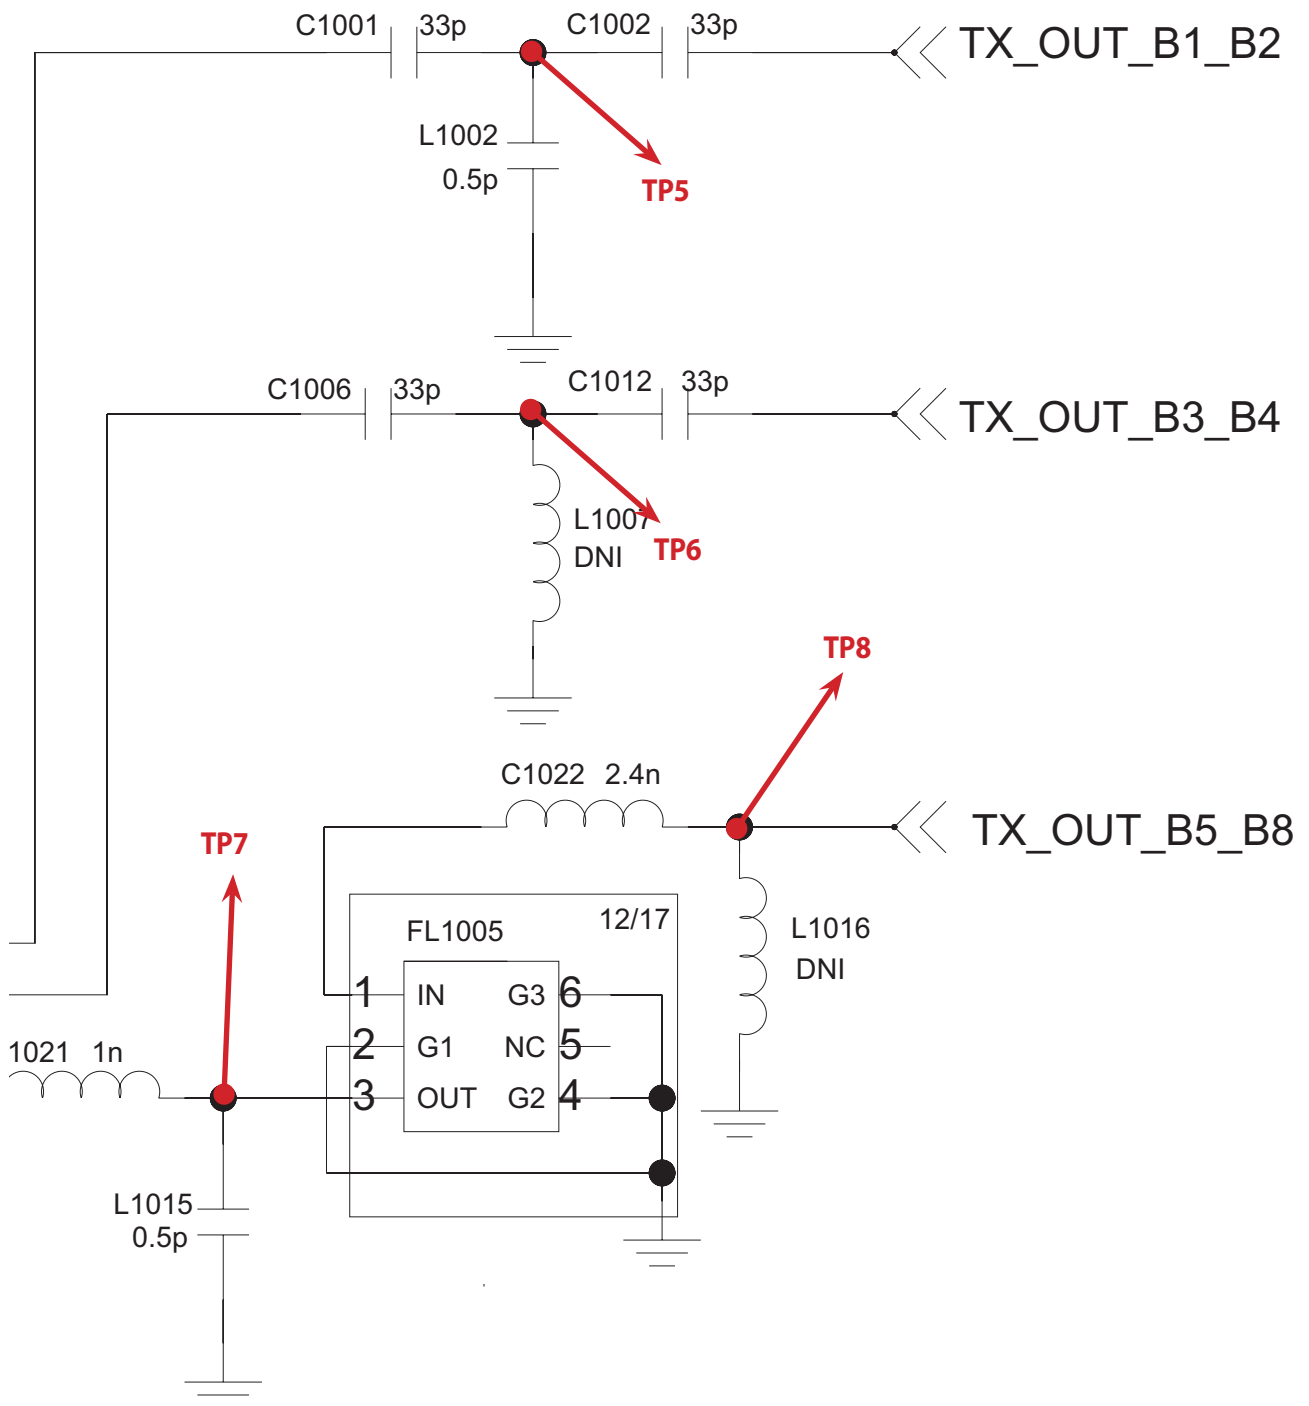 C1001 33p C1002 33p TX_OUT_B1_B2
L1002
0.5p
TP5
C1006 33p C1012 33p TX_OUT_B3_B4
L1007
DNI
TP6
TP8
C1022 2.4n
TX_OUT_B5_B8
TP7
12/17
FL1005
L1016
DNI
1 IN G3 6
2 G1 NC 5
1021 1n
3 OUT G2 4
L1015
0.5p